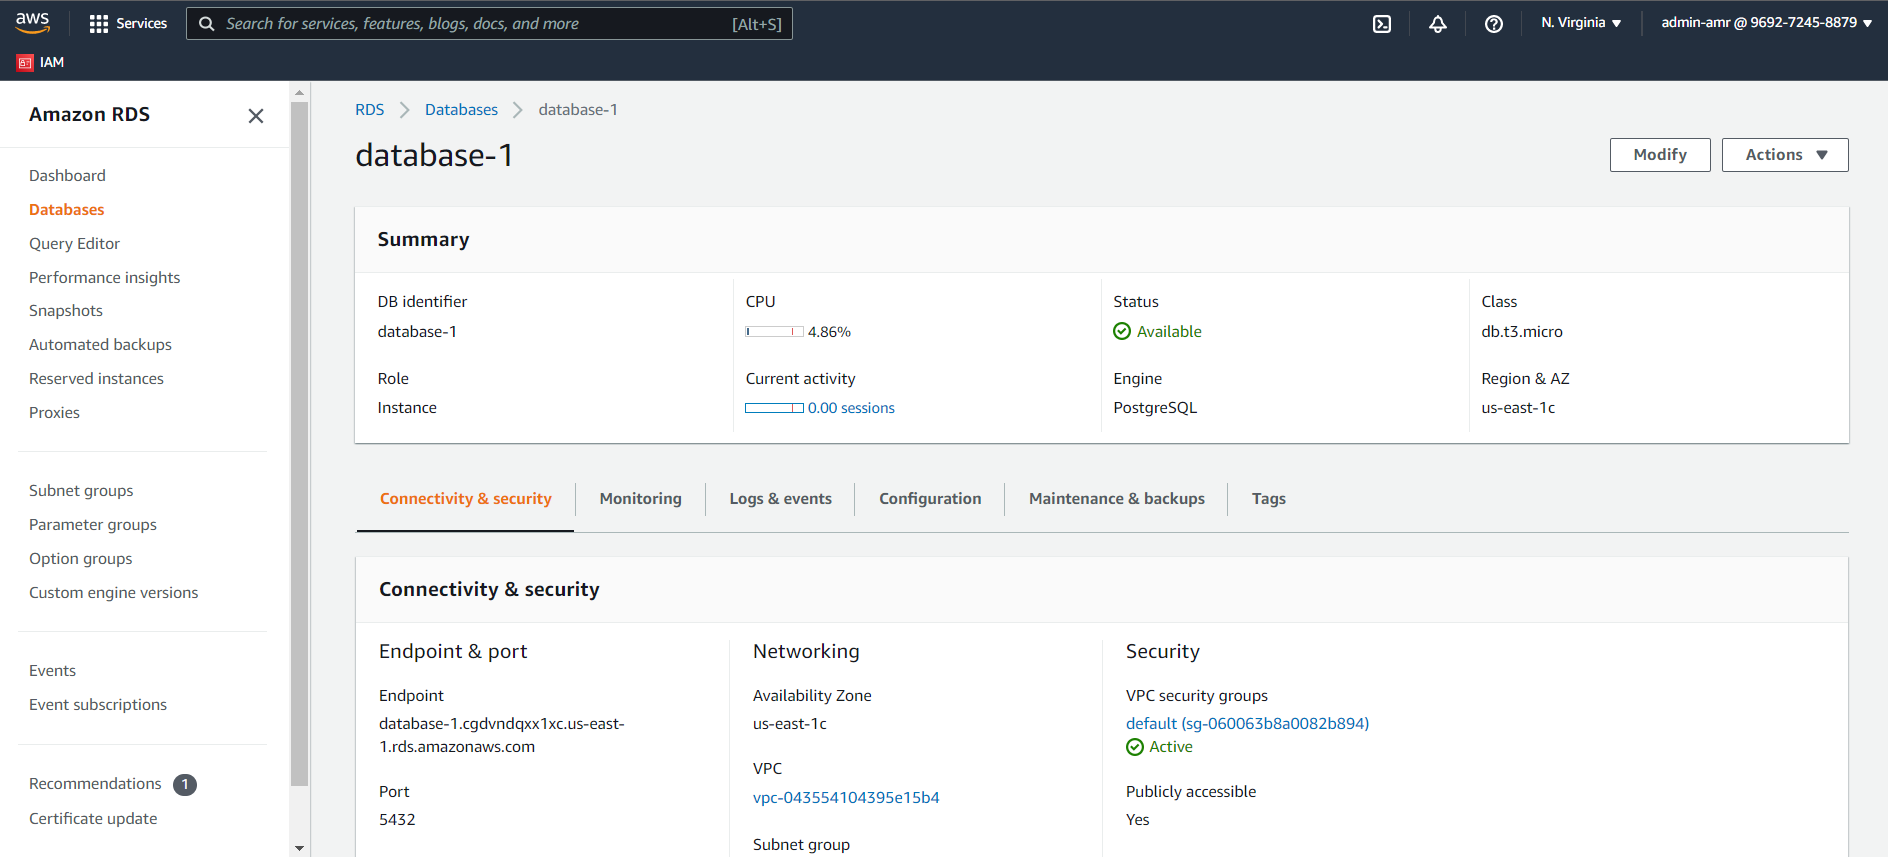 aws
Services
Search for services, features, blogs, docs, and more
[Alt+S]
N. Virginia
admin-amr @ 9692-7245-8879
IAM
Amazon RDS
Dashboard
Databases
Query Editor
Performance insights
Snapshots
Automated backups
Reserved instances
Proxies
Subnet groups
Parameter groups
Option groups
Custom engine versions
Events
Event subscriptions
Recommendations 1
Certificate update
RDS
Databases
database-1
database-1
Modify
Actions
Summary
DB identifier
database-1
CPU
4.86%
Status
Available
Class
db.t3.micro
Role
Instance
Current activity
0.00 sessions
Engine
PostgreSQL
Region & AZ
us-east-1c
Connectivity & security
Monitoring
Logs & events
Configuration
Maintenance & backups
Tags
Connectivity & security
Endpoint & port
Endpoint
database-1.cgdvndqxx1xc.us-east-
1.rds.amazonaws.com
Port
5432
Networking
Availability Zone
us-east-1c
VPC
vpc-043554104395e15b4
Subnet group
Security
VPC security groups
default (sg-060063b8a0082b894)
Active
Publicly accessible
Yes